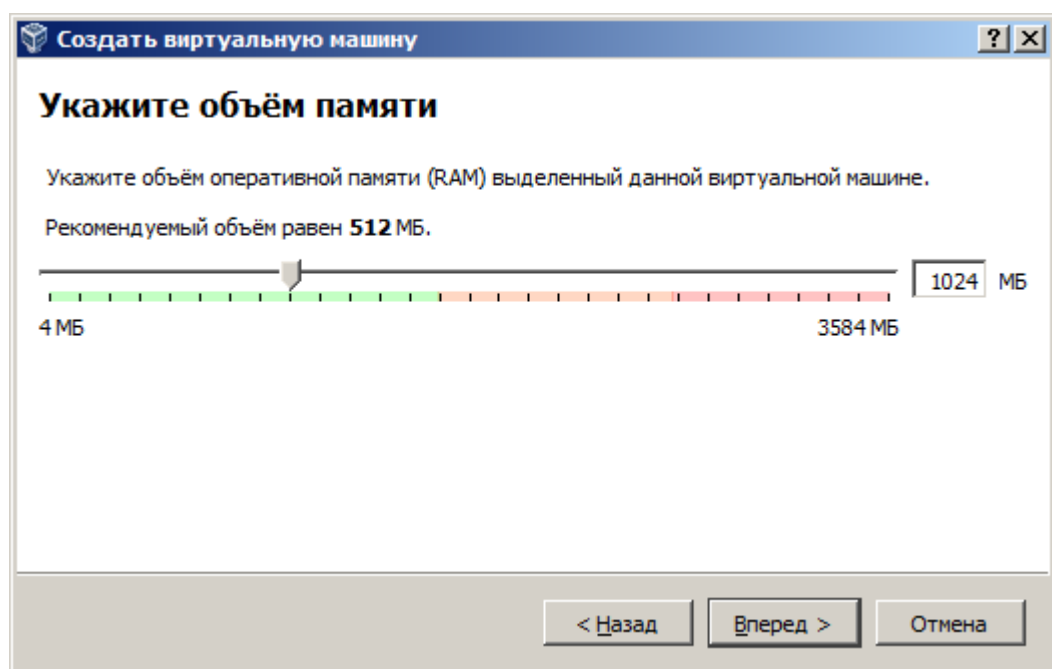 Создать виртуальную машину
Укажите объём памяти
Укажите объём оперативной памяти (RAM) выделенный данной виртуальной машине.
Рекомендуемый объём равен 512 МБ.
1024 МБ
4 МБ 3584 МБ
< Назад Вперед > Отмена